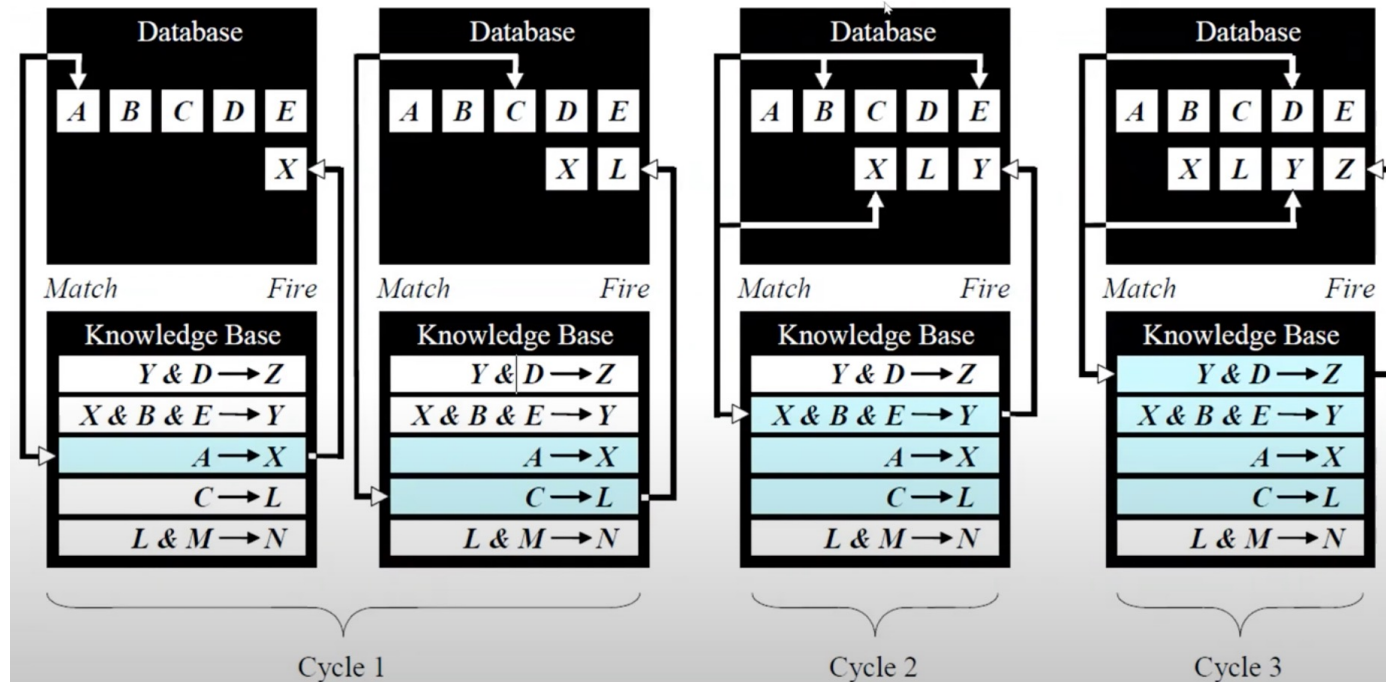 Database
A B C D E
X
Match Fire
Knowledge Base
Y & D → Z
X & B & E → Y
A → X
C → L
L & M → N
Database
A B C D E
X L
Match Fire
Knowledge Base
Y & D → Z
X & B & E → Y
A → X
C → L
L & M → N
Cycle 1
Database
A B C D E
X L Y
Match Fire
Knowledge Base
Y & D → Z
X & B & E → Y
A → X
C → L
L & M → N
Cycle 2
Database
A B C D E
X L Y Z
Match Fire
Knowledge Base
Y & D → Z
X & B & E → Y
A → X
C → L
L & M → N
Cycle 3